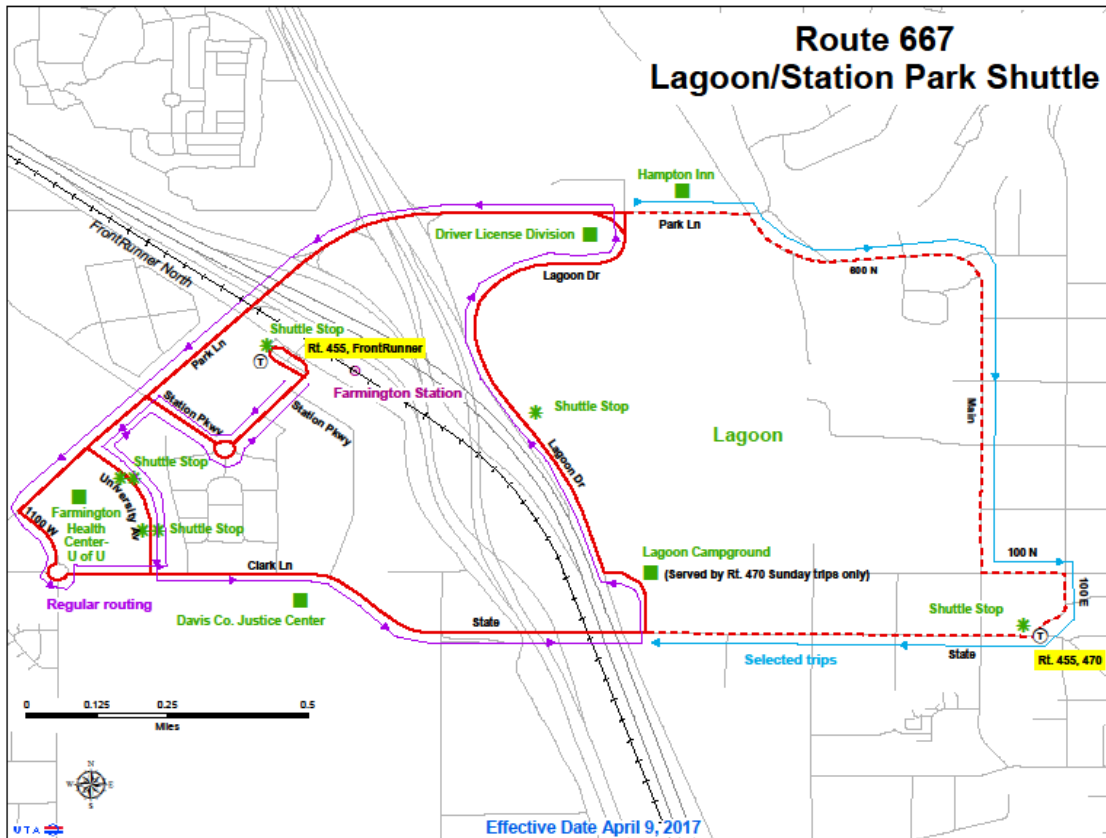 Route 667
Lagoon/Station Park Shuttle
Hampton Inn
Park Ln
Driver License Division
600 N
Lagoon Dr
FrontRunner North
Shuttle Stop
T
Rt. 455, FrontRunner
Farmington Station
Park Ln
Station Pkwy
Station Pkwy
Shuttle Stop
Lagoon
Main
Lagoon Dr
Shuttle Stop
University Av
Farmington
Health
Center-
U of U
1100 W
Shuttle Stop
Clark Ln
Lagoon Campground
(Served by Rt. 470 Sunday trips only)
100 N
100 E
Regular routing
Davis Co. Justice Center
State
Shuttle Stop
T
Selected trips
State
Rt. 455, 470
0 0.125 0.25 0.5
Miles
N
W E
S
UTA
Effective Date April 9, 2017